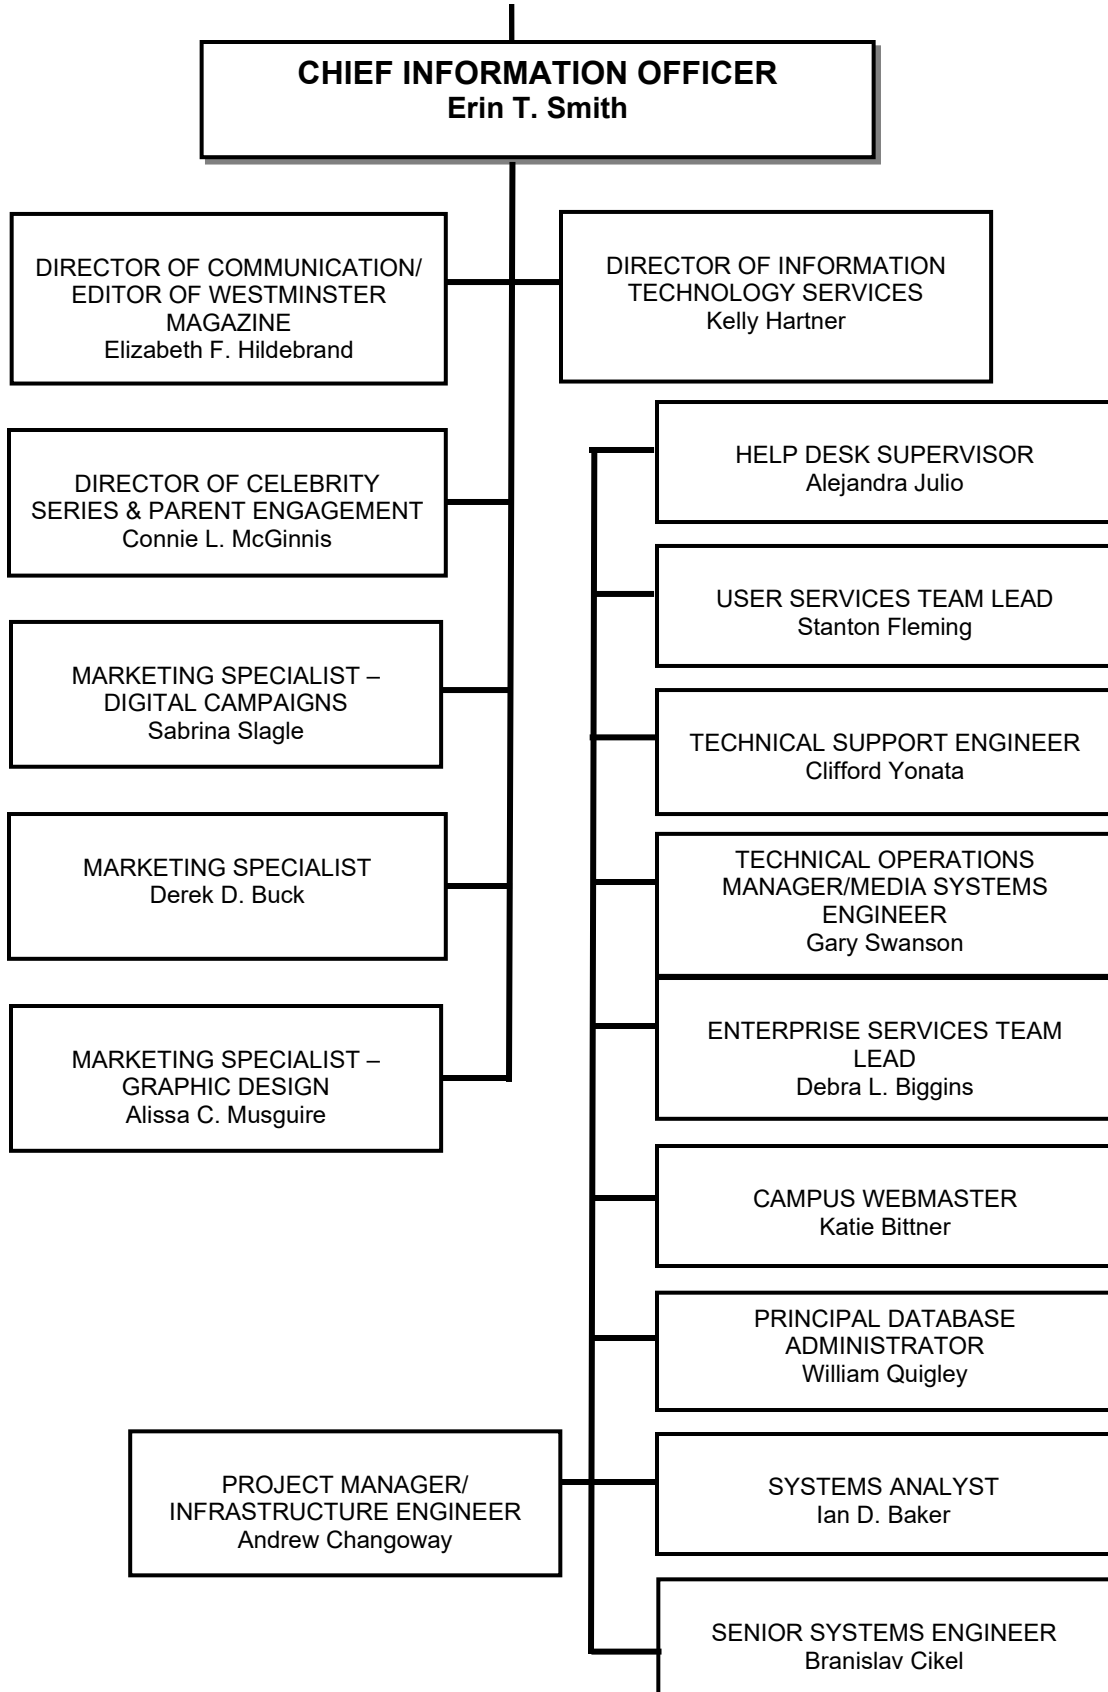 CHIEF INFORMATION OFFICER
Erin T. Smith
DIRECTOR OF COMMUNICATION/
EDITOR OF WESTMINSTER
MAGAZINE
Elizabeth F. Hildebrand
DIRECTOR OF INFORMATION
TECHNOLOGY SERVICES
Kelly Hartner
DIRECTOR OF CELEBRITY
SERIES & PARENT ENGAGEMENT
Connie L. McGinnis
MARKETING SPECIALIST –
DIGITAL CAMPAIGNS
Sabrina Slagle
MARKETING SPECIALIST
Derek D. Buck
MARKETING SPECIALIST –
GRAPHIC DESIGN
Alissa C. Musguire
HELP DESK SUPERVISOR
Alejandra Julio
USER SERVICES TEAM LEAD
Stanton Fleming
TECHNICAL SUPPORT ENGINEER
Clifford Yonata
TECHNICAL OPERATIONS
MANAGER/MEDIA SYSTEMS
ENGINEER
Gary Swanson
ENTERPRISE SERVICES TEAM
LEAD
Debra L. Biggins
CAMPUS WEBMASTER
Katie Bittner
PRINCIPAL DATABASE
ADMINISTRATOR
William Quigley
PROJECT MANAGER/
INFRASTRUCTURE ENGINEER
Andrew Changoway
SYSTEMS ANALYST
Ian D. Baker
SENIOR SYSTEMS ENGINEER
Branislav Cikel